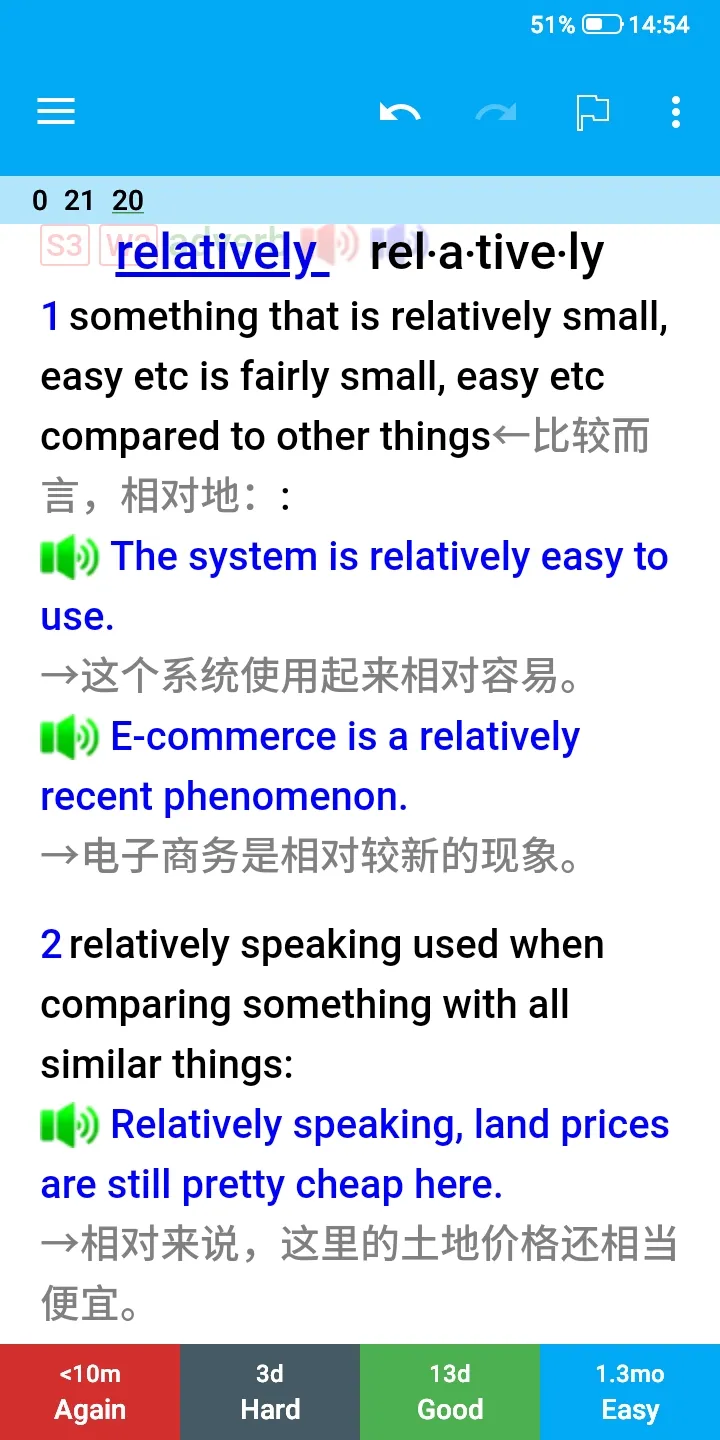 51% 14:54
0 21 20
S3 W3 adverb
relatively rel·a·tive·ly
1 something that is relatively small,
easy etc is fairly small, easy etc
compared to other things←比较而
言，相对地：:
The system is relatively easy to
use.
→这个系统使用起来相对容易。
E-commerce is a relatively
recent phenomenon.
→电子商务是相对较新的现象。
2 relatively speaking used when
comparing something with all
similar things:
Relatively speaking, land prices
are still pretty cheap here.
→相对来说，这里的土地价格还相当
便宜。
<10m 3d 13d 1.3mo
Again Hard Good Easy